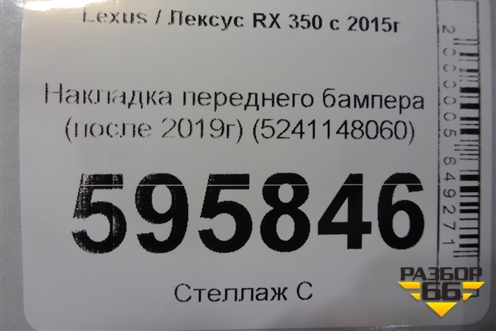 Lexus / Лексус RX 350 с 2015г
Накладка переднего бампера
(после 2019г) (5241148060)
595846
Стеллаж С
РАЗБОР
66